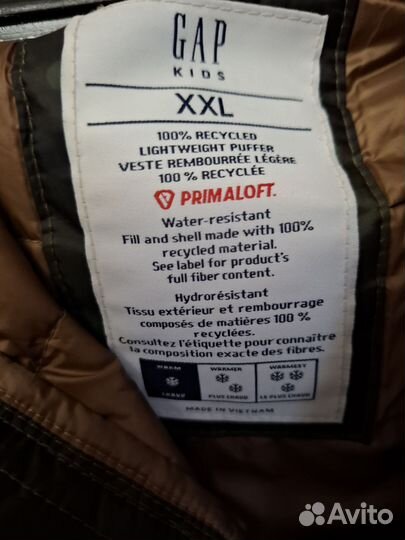 GAP
KIDS
XXL
100% RECYCLED
LIGHTWEIGHT PUFFER
VESTE REMBOURRÉE LÉGÈRE
100 % RECYCLÉE
PRIMALOFT.
Water-resistant
Fill and shell made with 100%
recycled material.
See label for product's
full fiber content.
Hydrorésistant
Tissu extérieur et rembourrage
composés de matières 100 %
recyclées.
Consultez l'étiquette pour connaître
la composition exacte des fibres.
WARM WARMER WARMEST
CHAUD PLUS CHAUD LE PLUS CHAUD
MADE IN VIETNAM
Avito